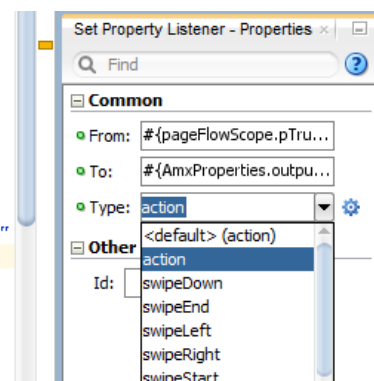 Set Property Listener - Properties
Find
Common
From: #{pageFlowScope.pTru...
To: #{AmxProperties.outpu...
Type: action
<default> (action)
Other
action
Id:
swipeDown
swipeEnd
swipeLeft
swipeRight
swipeStart